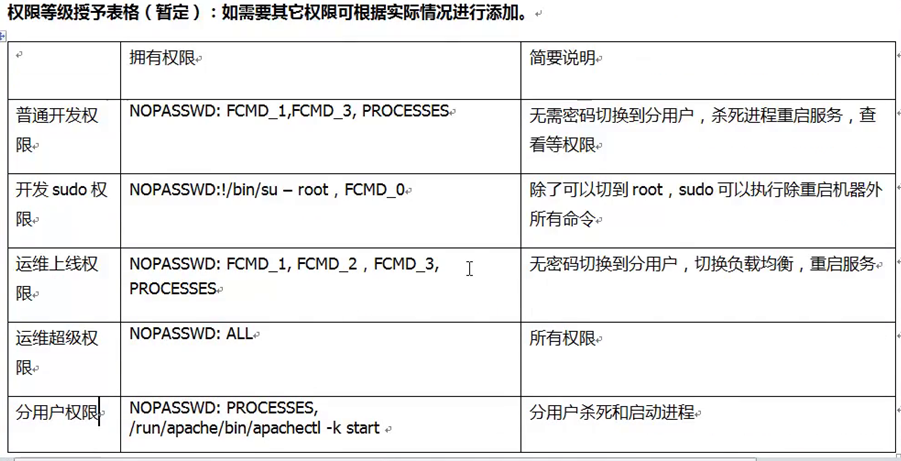 权限等级授予表格（暂定）：如需要其它权限可根据实际情况进行添加。
拥有权限
简要说明
普通开发权
限
NOPASSWD: FCMD_1,FCMD_3, PROCESSES
无需密码切换到分用户，杀死进程重启服务，查
看等权限
开发 sudo 权
限
NOPASSWD:!/bin/su – root , FCMD_0
除了可以切到 root，sudo 可以执行除重启机器外
所有命令
运维上线权
限
NOPASSWD: FCMD_1, FCMD_2 , FCMD_3,
PROCESSES
无密码切换到分用户，切换负载均衡，重启服务
运维超级权
限
NOPASSWD: ALL
所有权限
分用户权限
NOPASSWD: PROCESSES,
/run/apache/bin/apachectl -k start
分用户杀死和启动进程